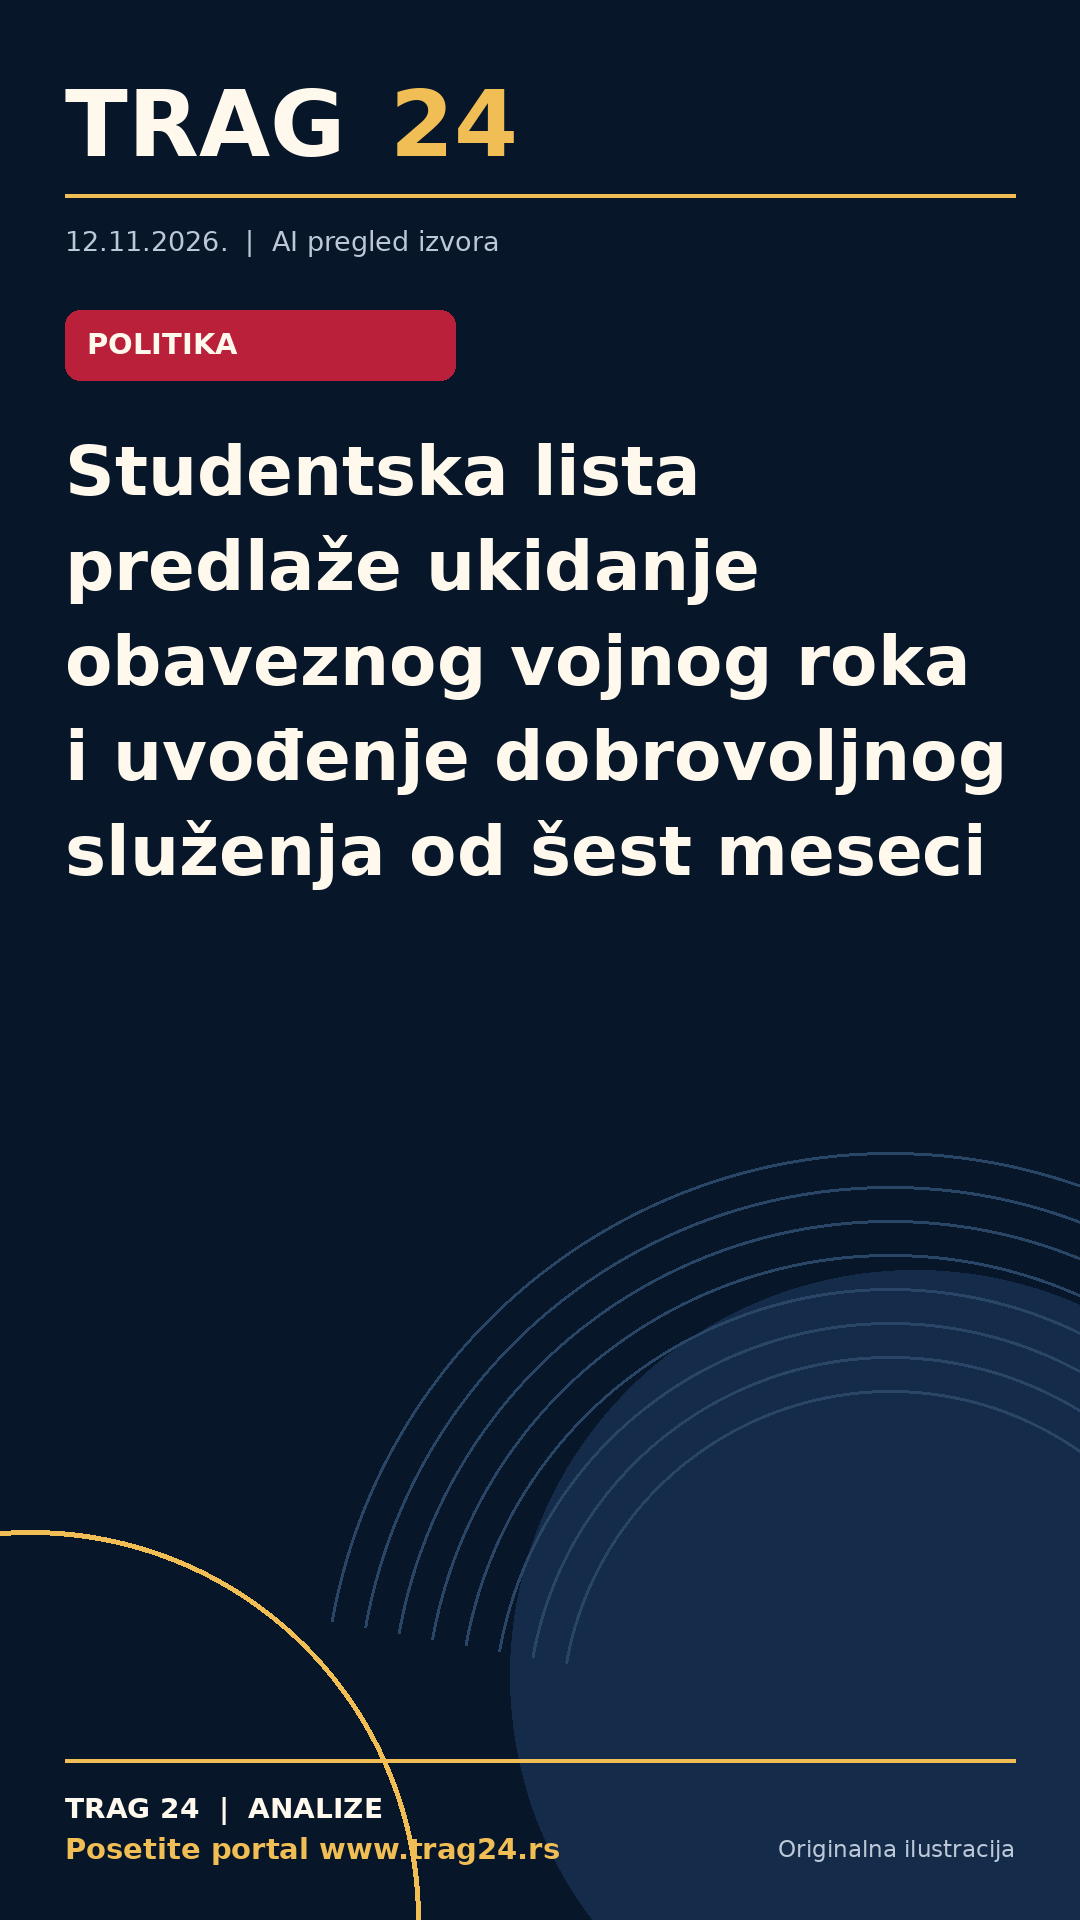 TRAG 24
12.11.2026. | AI pregled izvora
POLITIKA
Studentska lista
predlaže ukidanje
obaveznog vojnog roka
i uvođenje dobrovoljnog
služenja od šest meseci
TRAG 24 | ANALIZE
Posetite portal www.trag24.rs
Originalna ilustracija